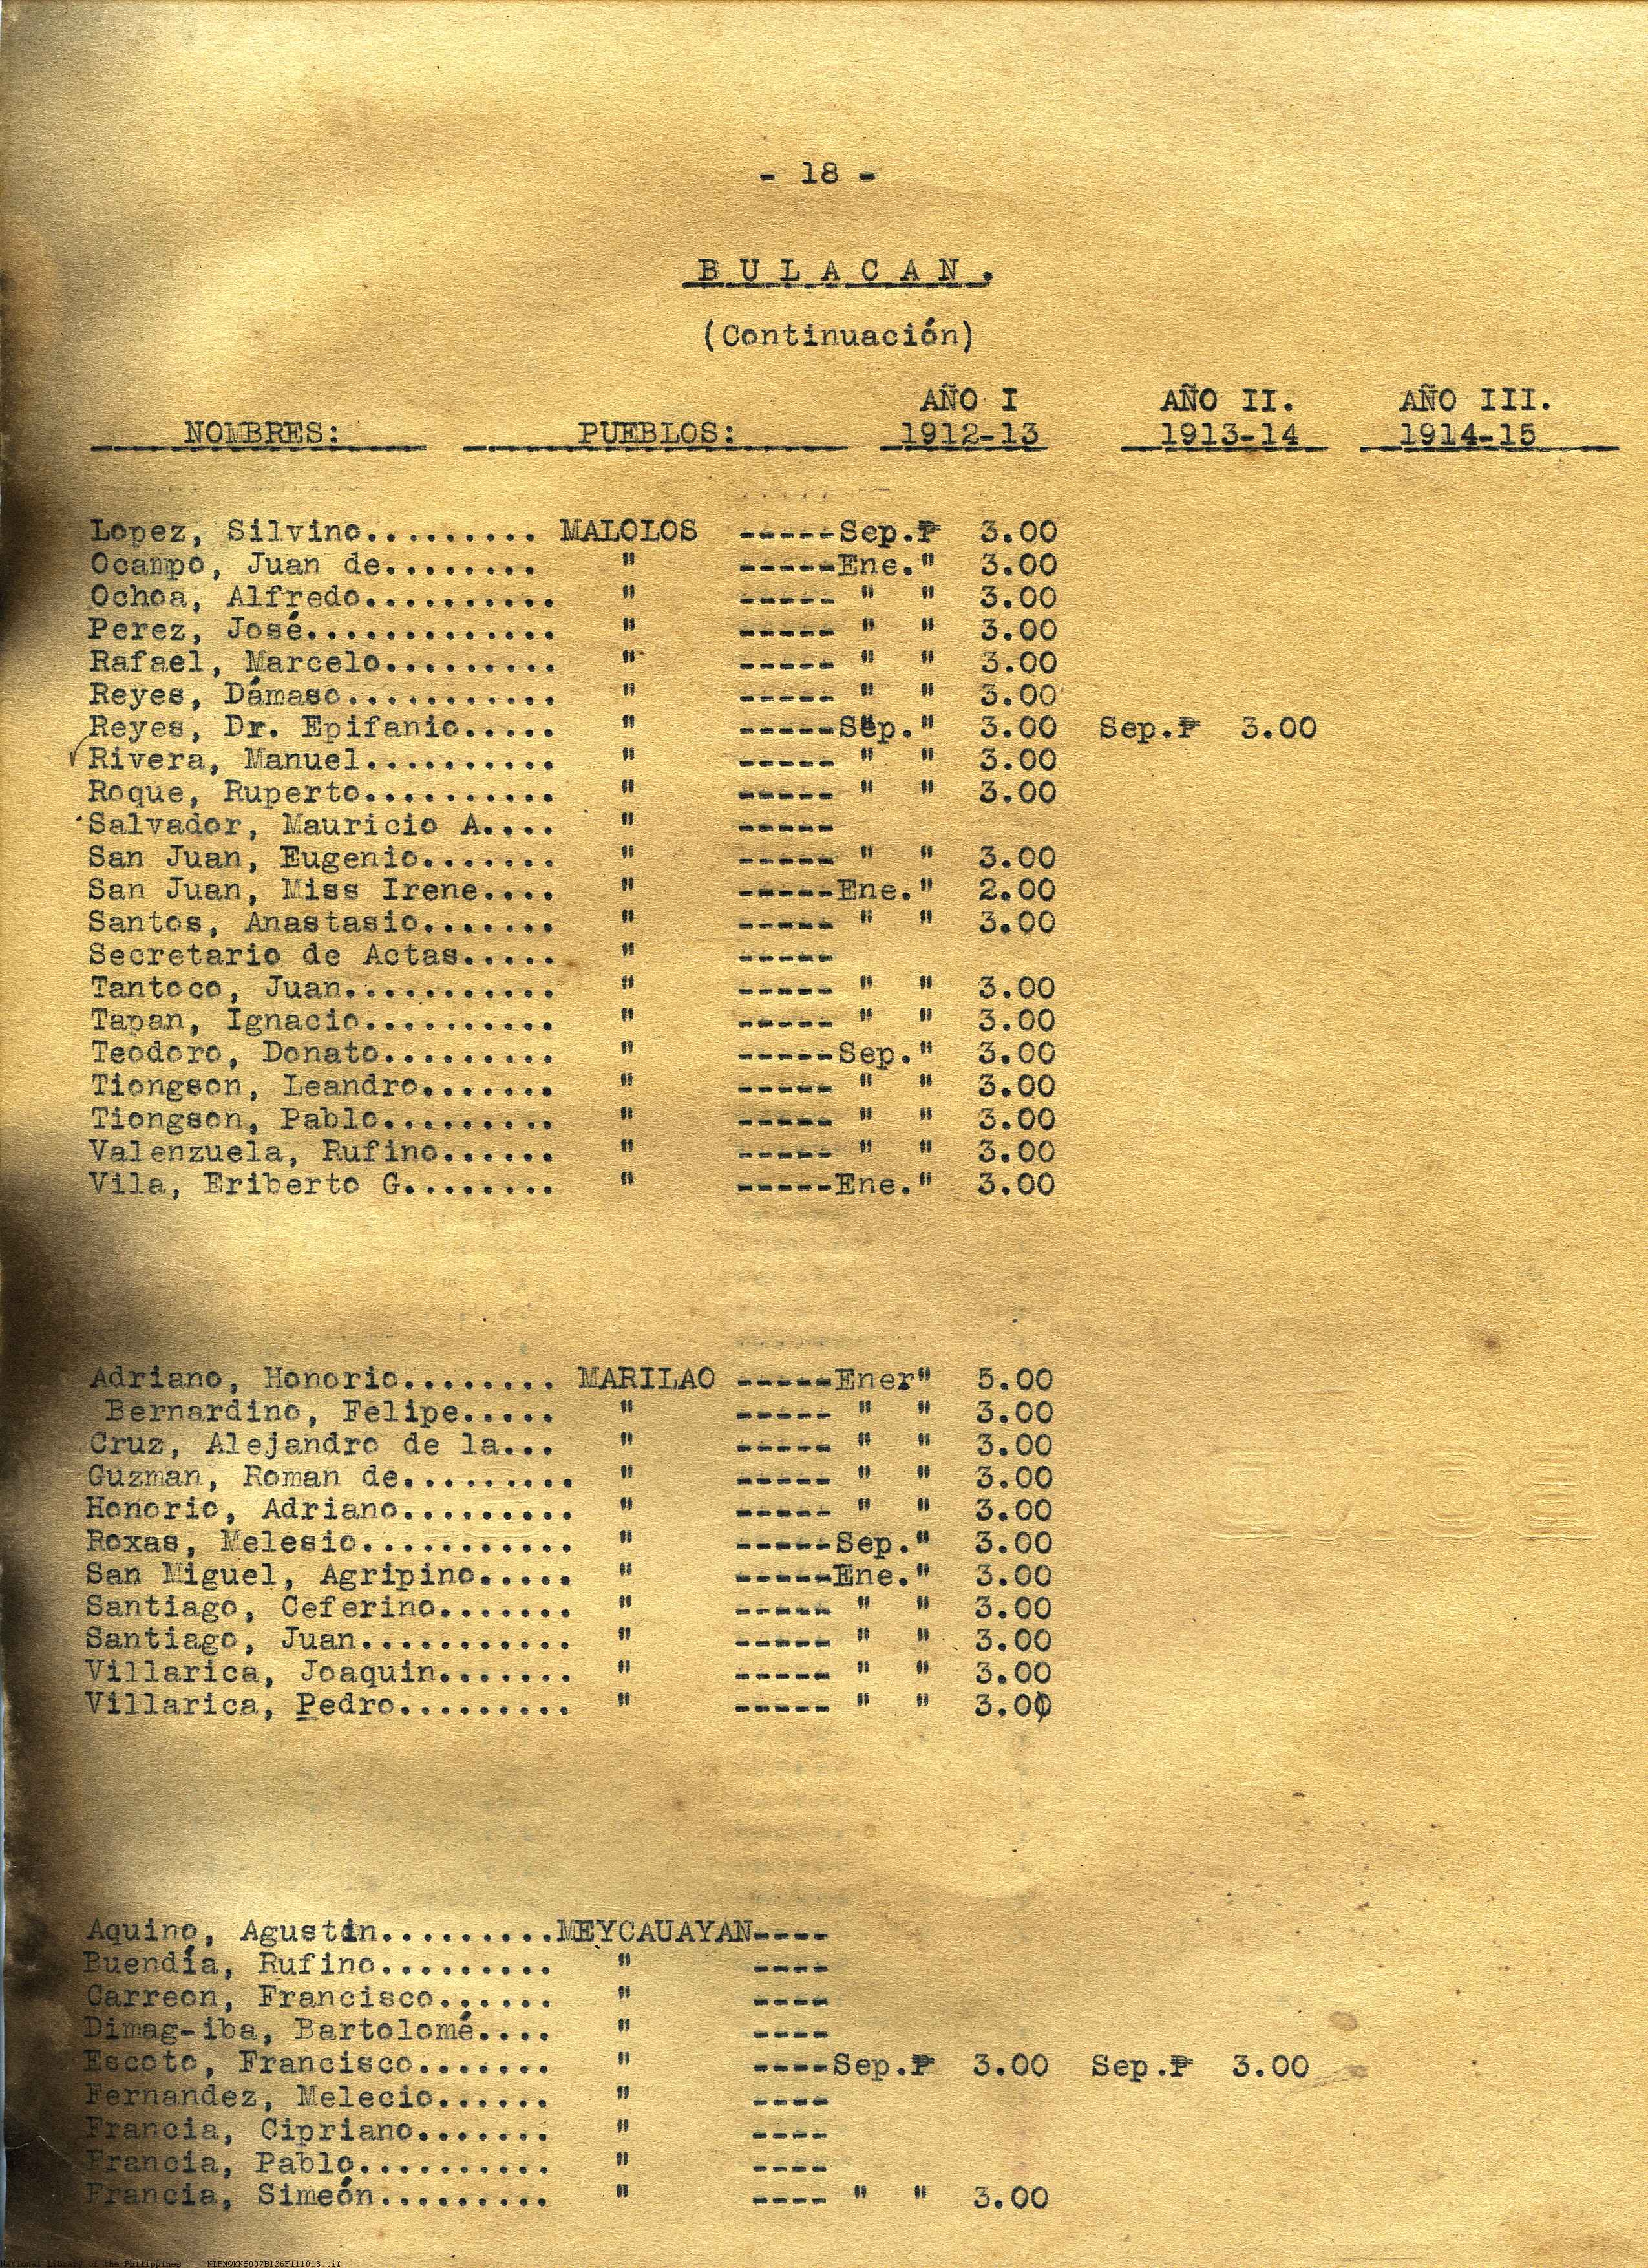 - 18 -
BULACAN.
(Continuación)
AÑO I AÑO II. AÑO III.
NOMBRES: PUEBLOS: 1912-13 1913-14 1914-15
Lopez, Silvino......... MALOLOS -----Sep.₱ 3.00
Ocampo, Juan de........ " -----Ene." 3.00
Ochoa, Alfredo.......... " ----- " " 3.00
Perez, José............. " ----- " " 3.00
Rafael, Marcelo......... " ----- " " 3.00
Reyes, Dámaso........... " ----- " " 3.00
Reyes, Dr. Epifanio..... " -----Sep." 3.00 Sep.₱ 3.00
Rivera, Manuel.......... " ----- " " 3.00
Roque, Ruperto.......... " ----- " " 3.00
Salvador, Mauricio A.... " -----
San Juan, Eugenio....... " ----- " " 3.00
San Juan, Miss Irene.... " -----Ene." 2.00
Santos, Anastasio....... " ----- " " 3.00
Secretario de Actas..... " -----
Tantoco, Juan........... " ----- " " 3.00
Tapan, Ignacio.......... " ----- " " 3.00
Teodoro, Donato......... " -----Sep." 3.00
Tiongson, Leandro....... " ----- " " 3.00
Tiongson, Pablo......... " ----- " " 3.00
Valenzuela, Rufino...... " ----- " " 3.00
Vila, Eriberto G........ " -----Ene." 3.00
Adriano, Honorio........ MARILAO -----Ener" 5.00
Bernardino, Felipe..... " ----- " " 3.00
Cruz, Alejandro de la... " ----- " " 3.00
Guzman, Roman de......... " ----- " " 3.00
Honorio, Adriano......... " ----- " " 3.00
Roxas, Melesio........... " -----Sep." 3.00
San Miguel, Agripino..... " -----Ene." 3.00
Santiago, Ceferino....... " ----- " " 3.00
Santiago, Juan........... " ----- " " 3.00
Villarica, Joaquin....... " ----- " " 3.00
Villarica, Pedro......... " ----- " " 3.00
Aquino, Agustin.........MEYCAUAYAN----
Buendía, Rufino......... " ----
Carreon, Francisco...... " ----
Dimag-iba, Bartolomé.... " ----
Escoto, Francisco....... " ----Sep.₱ 3.00 Sep.₱ 3.00
Fernandez, Melecio...... " ----
Francia, Cipriano....... " ----
Francia, Pablo.......... " ----
Francia, Simeón......... " ---- " " 3.00
National Library of the Philippines NLPMQMNS007B126F111018.tif